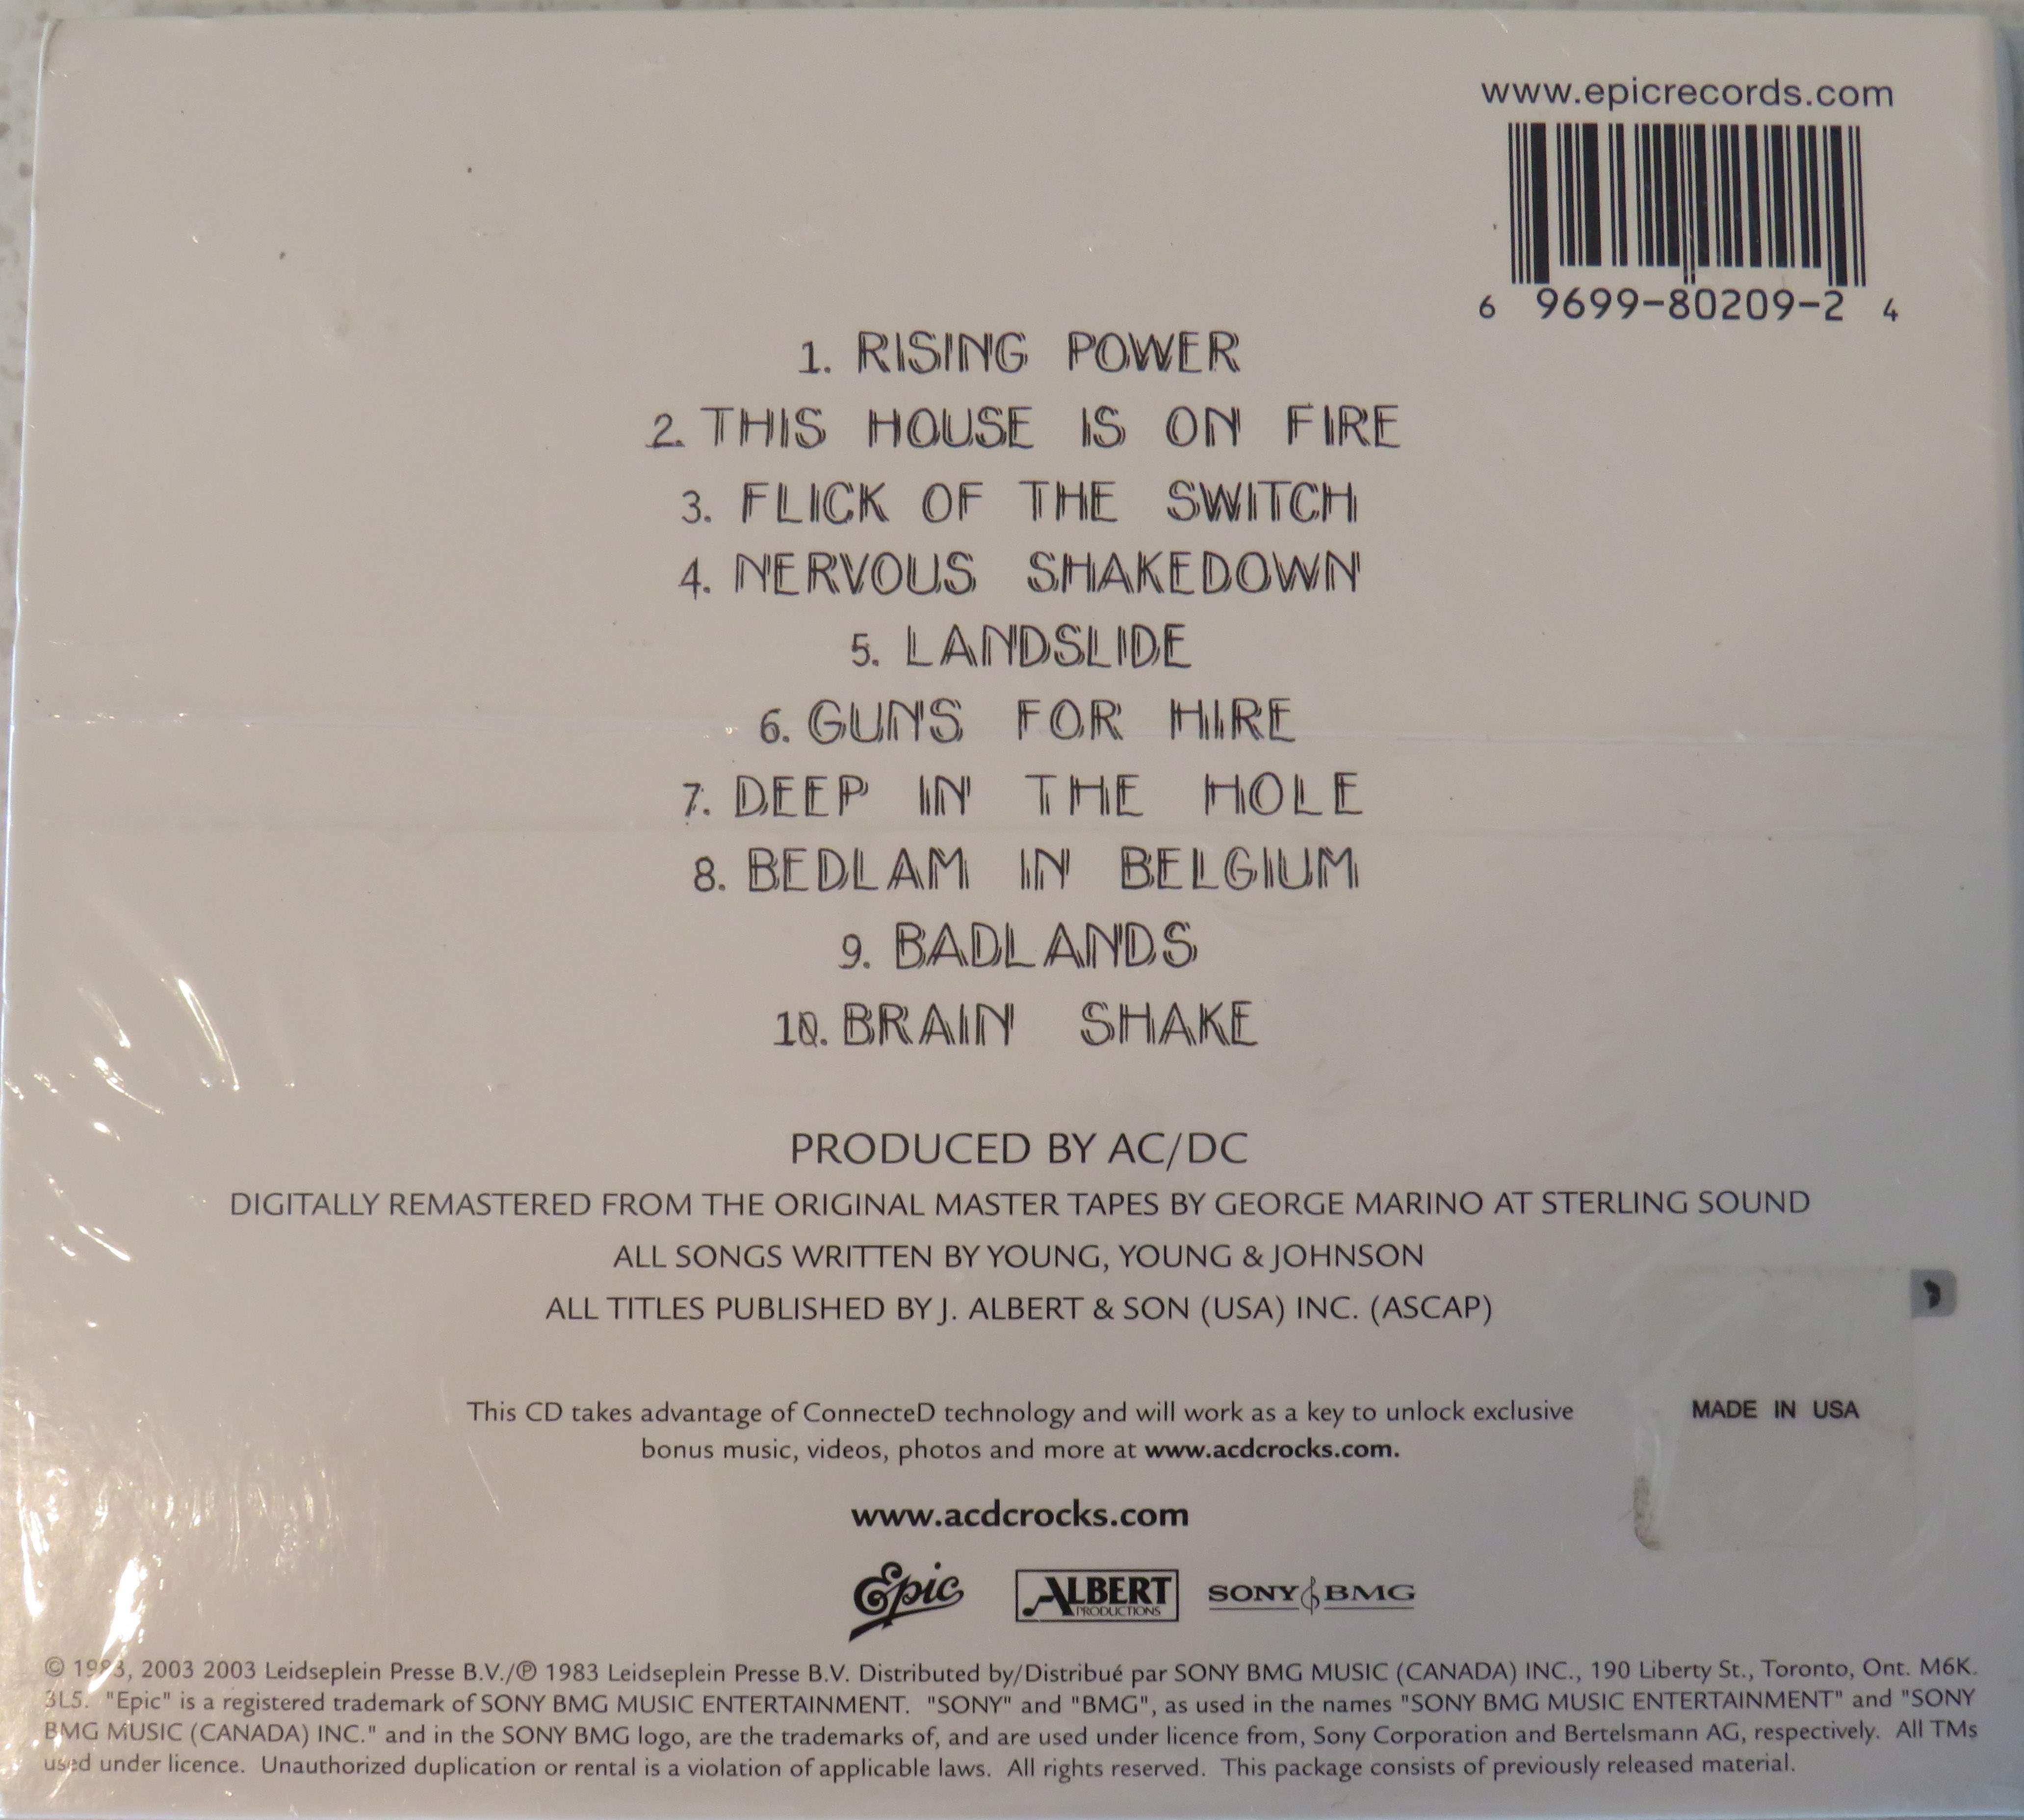 www.epicrecords.com
6 9699-80209-2 4
1. RISING POWER
2. THIS HOUSE IS ON FIRE
3. FLICK OF THE SWITCH
4. NERVOUS SHAKEDOWN
5. LANDSLIDE
6. GUNS FOR HIRE
7. DEEP IN THE HOLE
8. BEDLAM IN BELGIUM
9. BADLANDS
10. BRAIN SHAKE
PRODUCED BY AC/DC
DIGITALLY REMASTERED FROM THE ORIGINAL MASTER TAPES BY GEORGE MARINO AT STERLING SOUND
ALL SONGS WRITTEN BY YOUNG, YOUNG & JOHNSON
ALL TITLES PUBLISHED BY J. ALBERT & SON (USA) INC. (ASCAP)
This CD takes advantage of ConnecteD technology and will work as a key to unlock exclusive
bonus music, videos, photos and more at www.acdcrocks.com.
MADE IN USA
www.acdcrocks.com
Epic
ALBERT
PRODUCTIONS
SONY BMG
© 1983, 2003 2003 Leidseplein Presse B.V./℗ 1983 Leidseplein Presse B.V. Distributed by/Distribué par SONY BMG MUSIC (CANADA) INC., 190 Liberty St., Toronto, Ont. M6K.
3L5. "Epic" is a registered trademark of SONY BMG MUSIC ENTERTAINMENT. "SONY" and "BMG", as used in the names "SONY BMG MUSIC ENTERTAINMENT" and "SONY
BMG MUSIC (CANADA) INC." and in the SONY BMG logo, are the trademarks of, and are used under licence from, Sony Corporation and Bertelsmann AG, respectively. All TMs
used under licence. Unauthorized duplication or rental is a violation of applicable laws. All rights reserved. This package consists of previously released material.